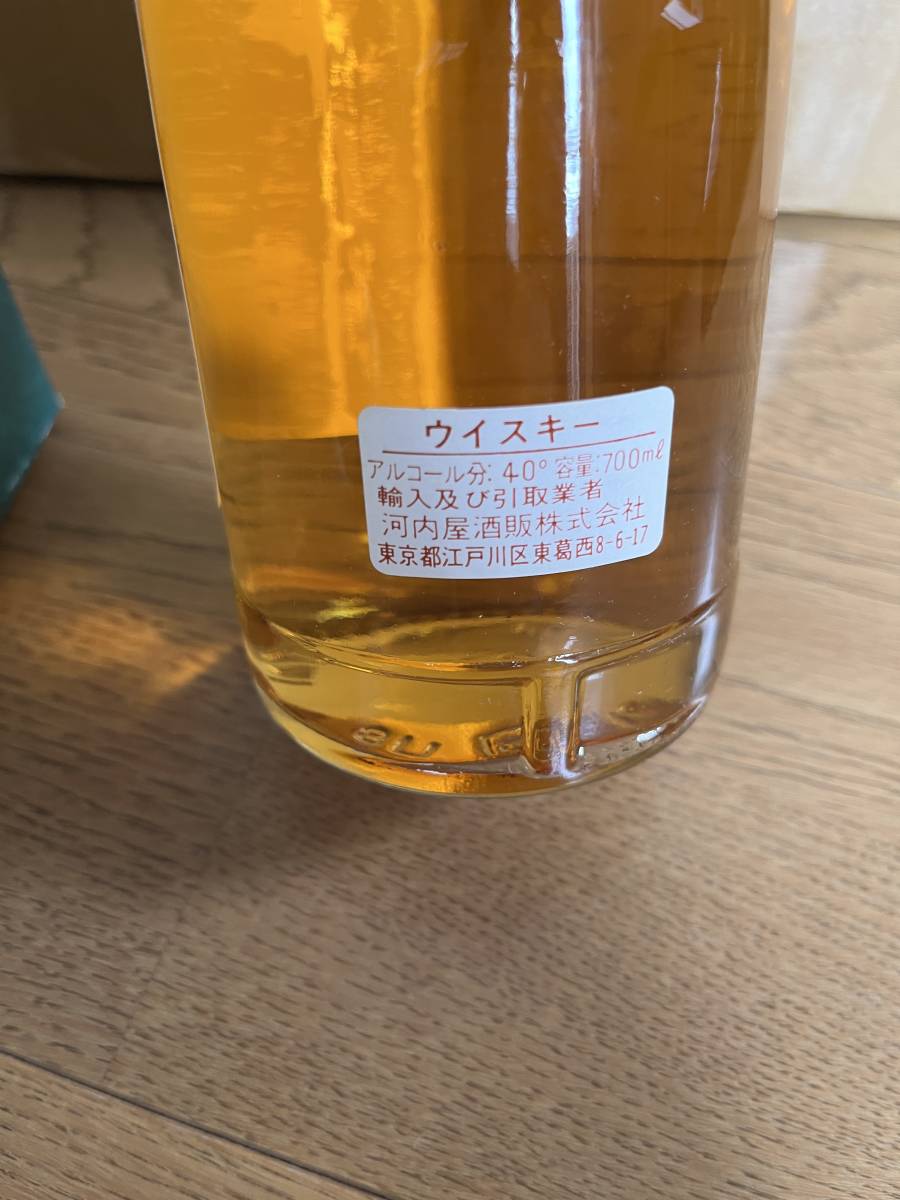 ウイスキー
アルコール分: 40° 容量:700ml
輸入及び引取業者
河内屋酒販株式会社
東京都江戸川区東葛西8-6-17